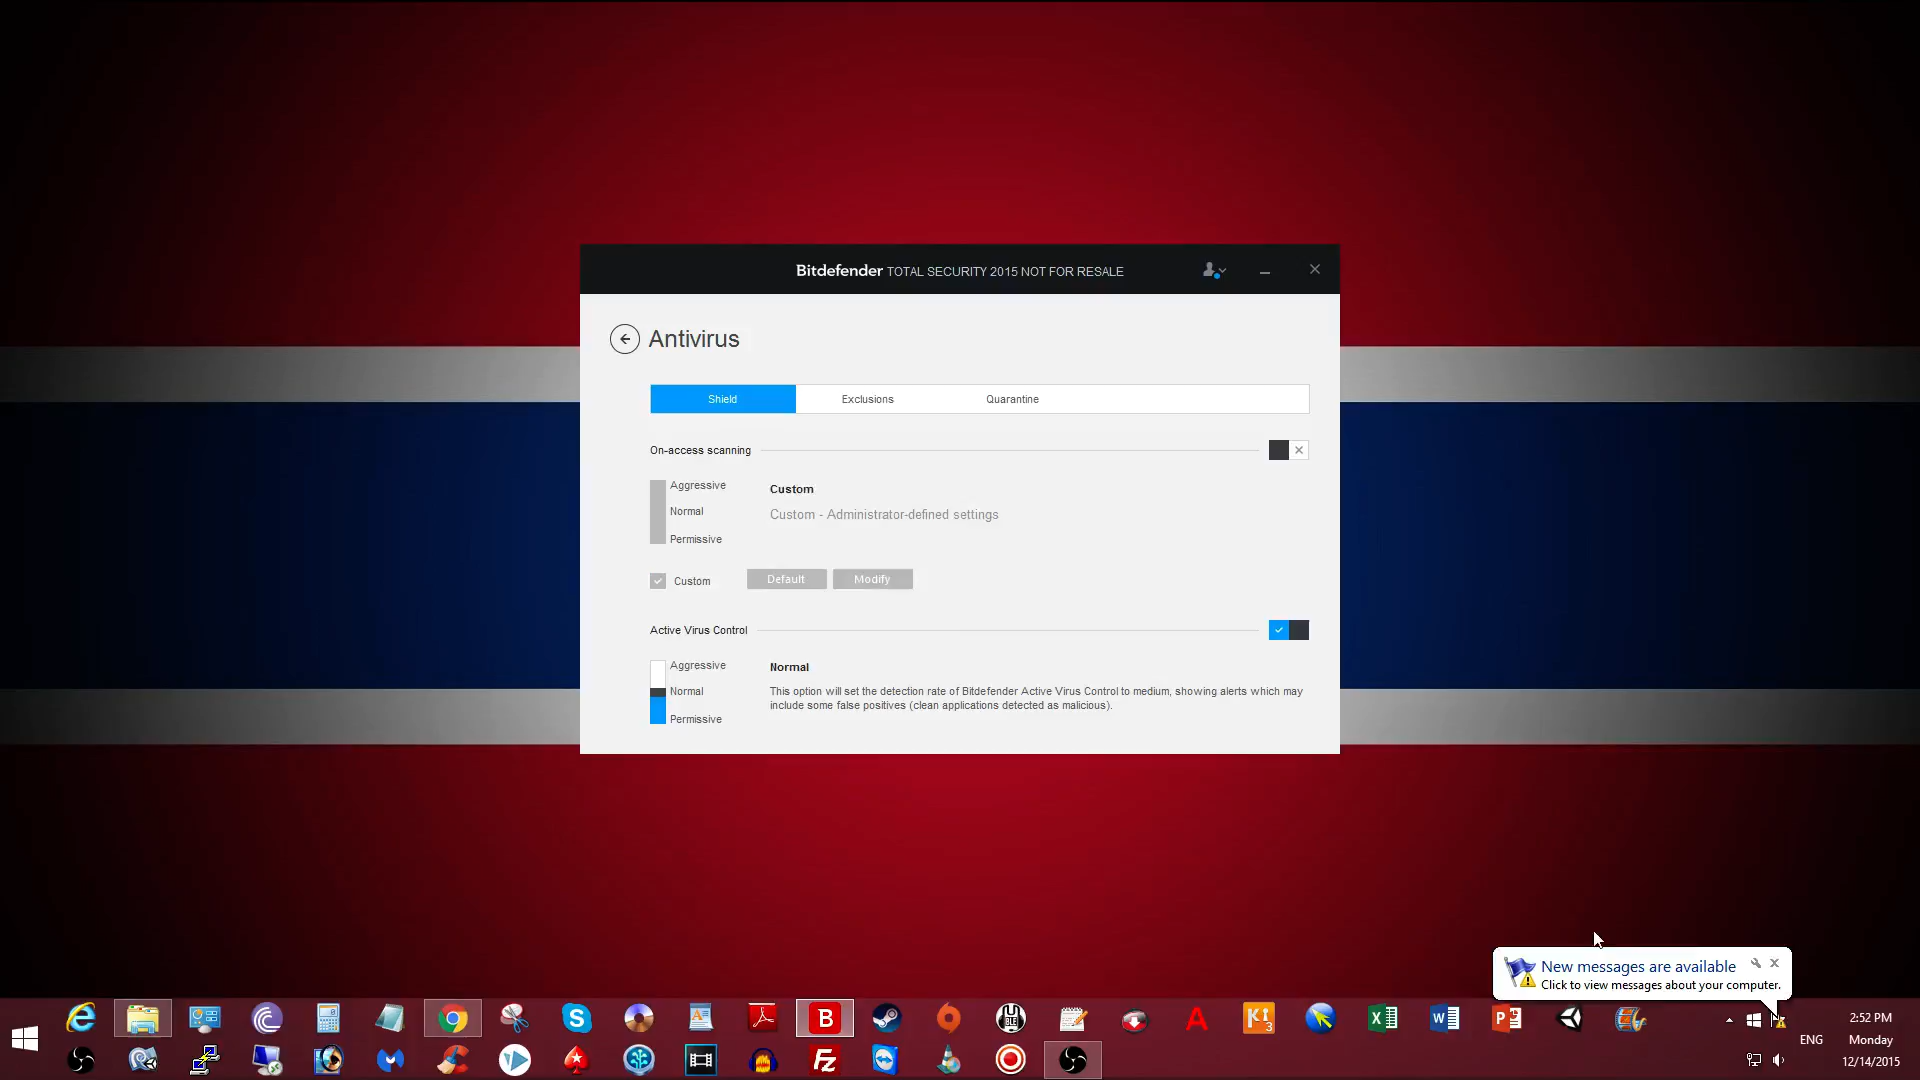 Bitdefender TOTAL SECURITY 2015 NOT FOR RESALE
Antivirus
Shield
Exclusions
Quarantine
On-access scanning
Aggressive
Normal
Permissive
Custom
Custom - Administrator-defined settings
Custom
Default
Modify
Active Virus Control
Aggressive
Normal
Permissive
Normal
This option will set the detection rate of Bitdefender Active Virus Control to medium, showing alerts which may
include some false positives (clean applications detected as malicious).
New messages are available
Click to view messages about your computer.
2:52 PM
ENG
Monday
12/14/2015